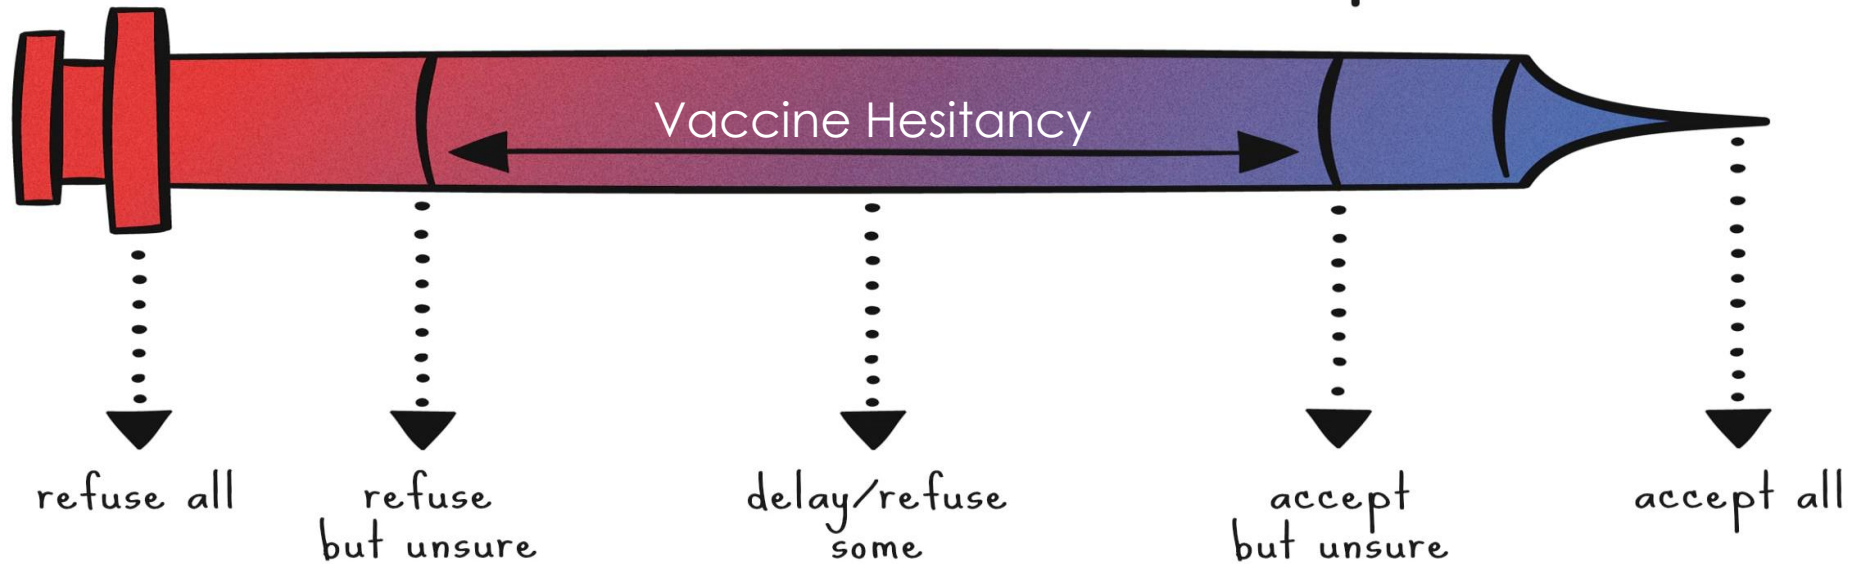 Vaccine Hesitancy
refuse all
refuse
but unsure
delay/refuse
some
accept
but unsure
accept all